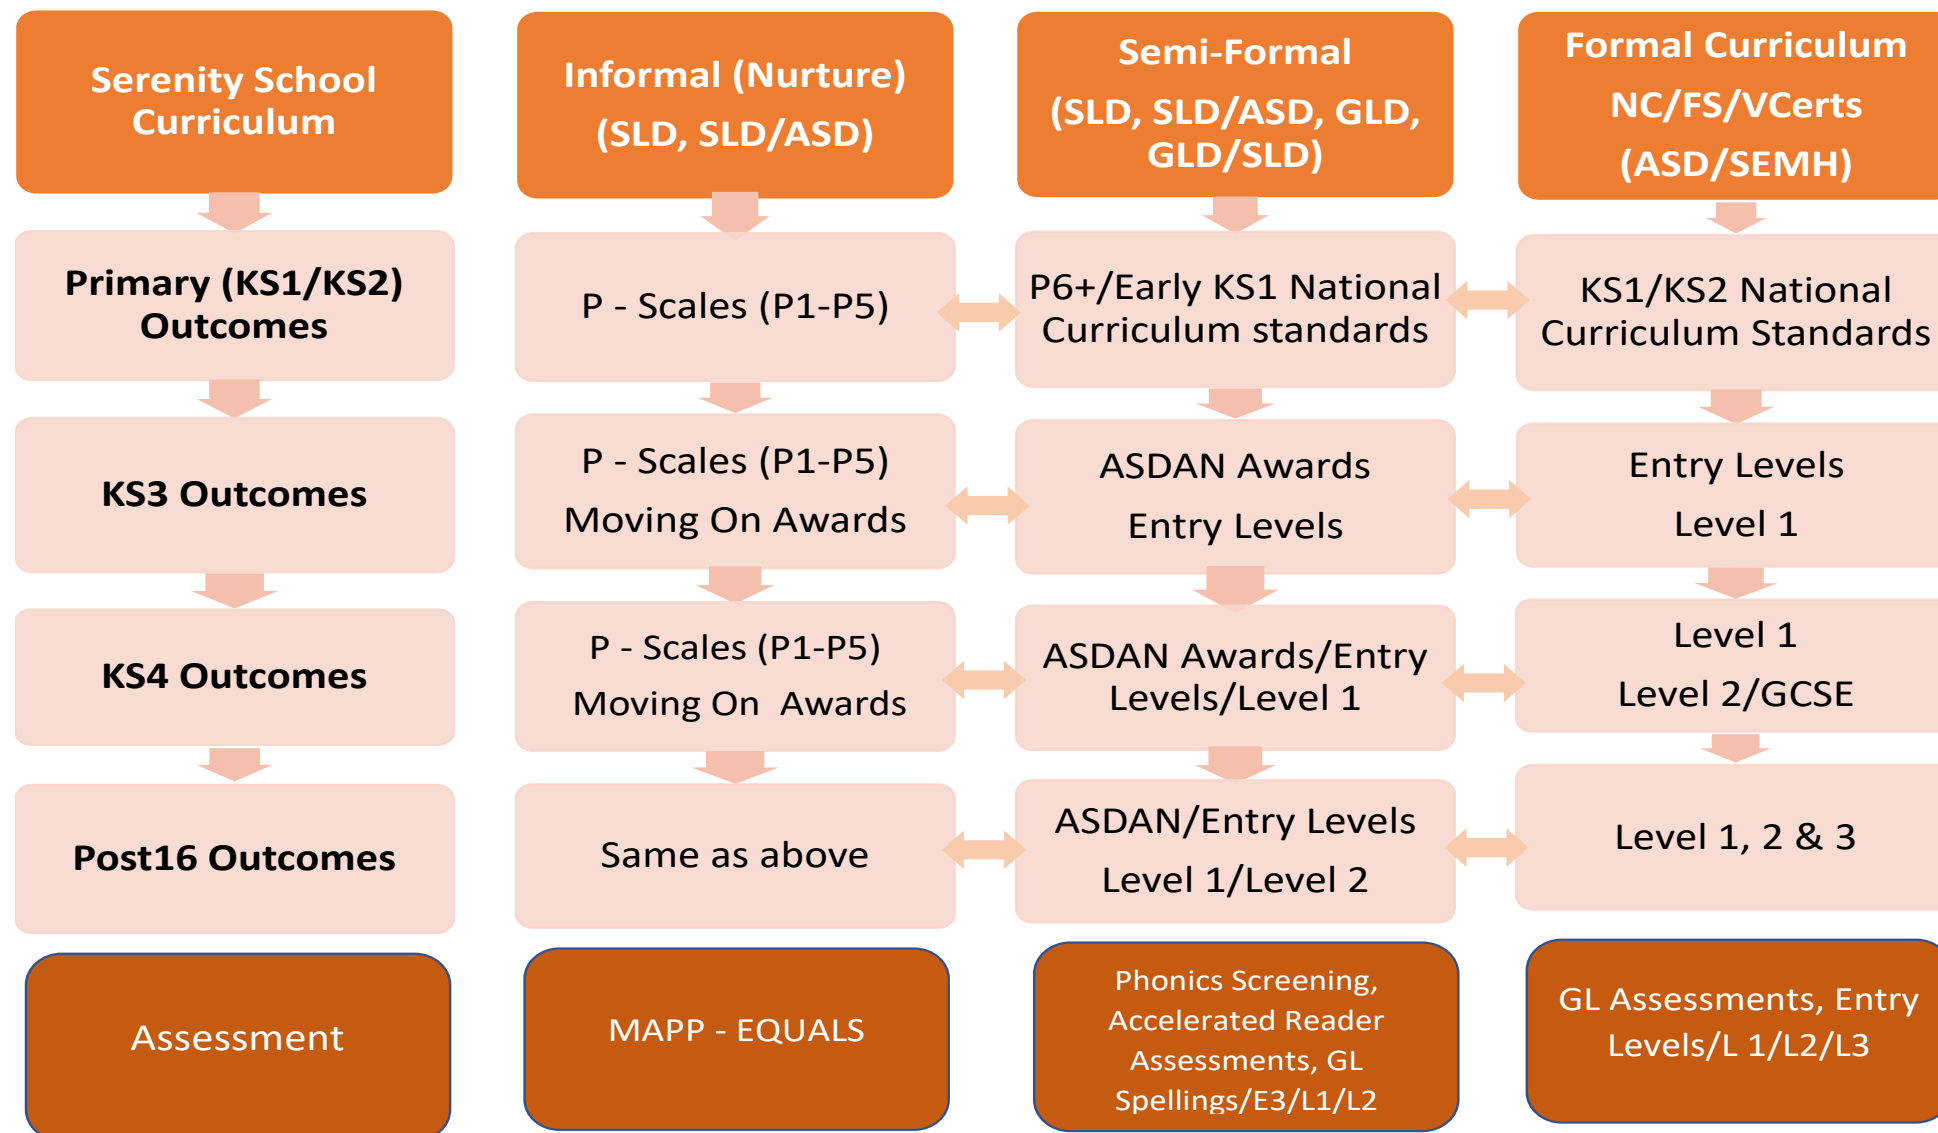 Serenity School
Curriculum
Informal (Nurture)
(SLD, SLD/ASD)
Semi-Formal
(SLD, SLD/ASD, GLD,
GLD/SLD)
Formal Curriculum
NC/FS/VCerts
(ASD/SEMH)
Primary (KS1/KS2)
Outcomes
P - Scales (P1-P5)
P6+/Early KS1 National
Curriculum standards
KS1/KS2 National
Curriculum Standards
KS3 Outcomes
P - Scales (P1-P5)
Moving On Awards
ASDAN Awards
Entry Levels
Entry Levels
Level 1
KS4 Outcomes
P - Scales (P1-P5)
Moving On  Awards
ASDAN Awards/Entry
Levels/Level 1
Level 1
Level 2/GCSE
Post16 Outcomes
Same as above
ASDAN/Entry Levels
Level 1/Level 2
Level 1, 2 & 3
Assessment
MAPP - EQUALS
Phonics Screening,
Accelerated Reader
Assessments, GL
Spellings/E3/L1/L2
GL Assessments, Entry
Levels/L 1/L2/L3